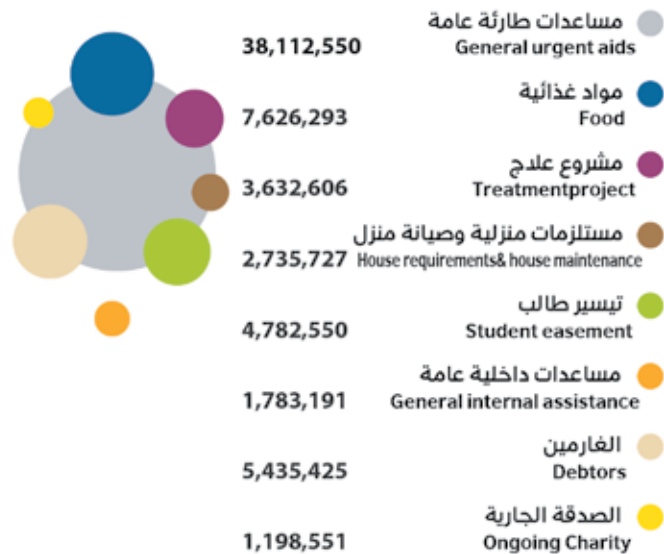 مساعدات طارئة عامة
38,112,550
General urgent aids
مواد غذائية
7,626,293
Food
مشروع علاج
3,632,606
Treatmentproject
مستلزمات منزلية وصيانة منزل
2,735,727
House requirements& house maintenance
تيسير طالب
4,782,550
Student easement
مساعدات داخلية عامة
1,783,191
General internal assistance
الغارمين
5,435,425
Debtors
الصدقة الجارية
1,198,551
Ongoing Charity